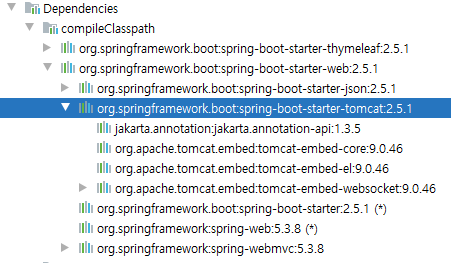 Dependencies
compileClasspath
org.springframework.boot:spring-boot-starter-thymeleaf:2.5.1
org.springframework.boot:spring-boot-starter-web:2.5.1
org.springframework.boot:spring-boot-starter-json:2.5.1
org.springframework.boot:spring-boot-starter-tomcat:2.5.1
jakarta.annotation:jakarta.annotation-api:1.3.5
org.apache.tomcat.embed:tomcat-embed-core:9.0.46
org.apache.tomcat.embed:tomcat-embed-el:9.0.46
org.apache.tomcat.embed:tomcat-embed-websocket:9.0.46
org.springframework.boot:spring-boot-starter:2.5.1 (*)
org.springframework:spring-web:5.3.8 (*)
org.springframework:spring-webmvc:5.3.8